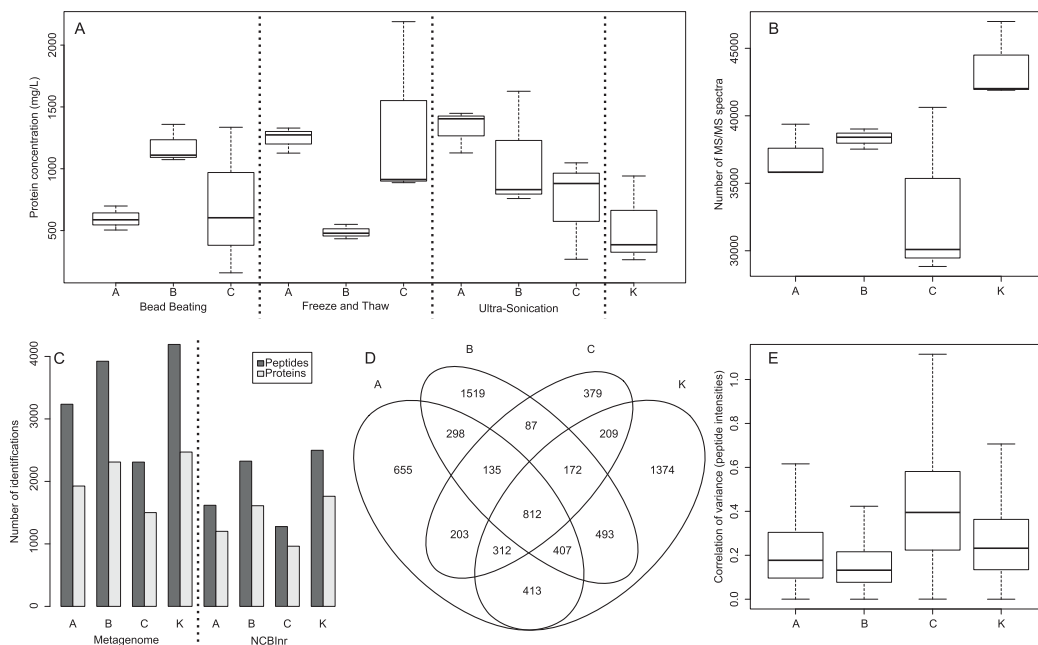 A
Protein concentration (mg/L)
2000
1500
1000
500
A B C A B C A B C K
Bead Beating Freeze and Thaw Ultra-Sonication
B
Number of MS/MS spectra
45000
40000
35000
30000
A B C K
C
Number of identifications
4000
3000
2000
1000
0
Peptides
Proteins
A B C K A B C K
Metagenome NCBInr
D
B C
A K
1519 379
298 87 209
655 135 172 1374
812
203 493
312 407
413
E
Correlation of variance (peptide intensities)
1.0
0.8
0.6
0.4
0.2
0.0
A B C K